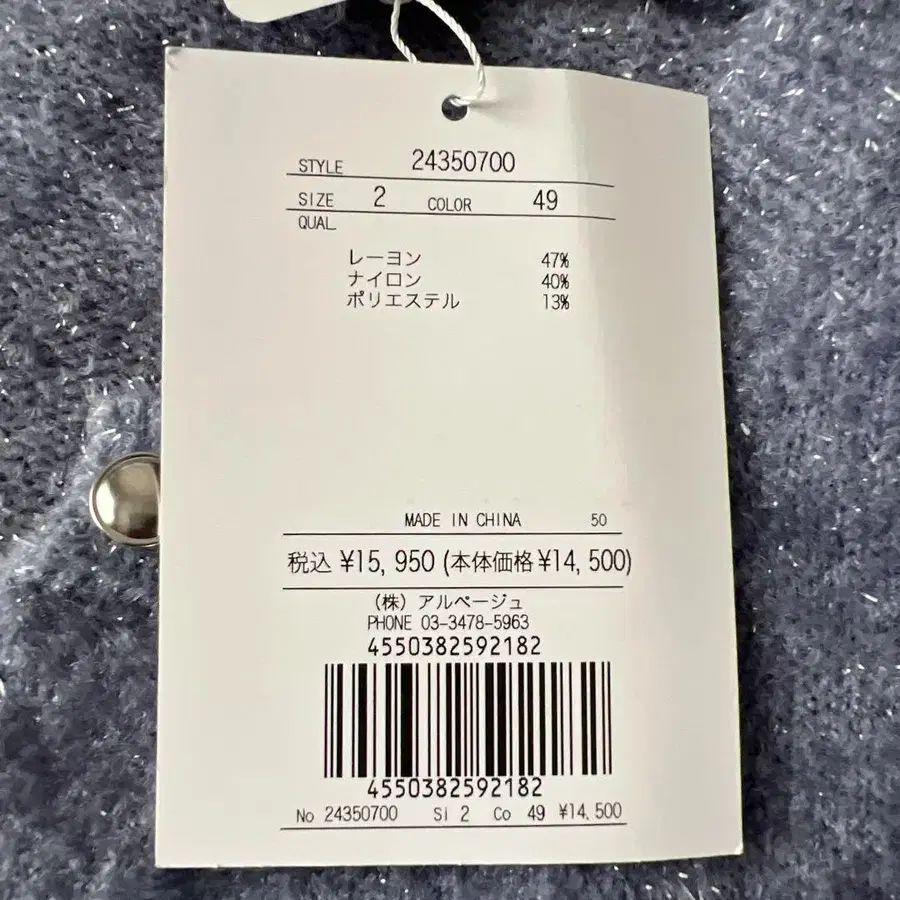 STYLE 24350700
SIZE 2 COLOR 49
QUAL
レーヨン 47%
ナイロン 40%
ポリエステル 13%
MADE IN CHINA 50
税込 ¥15,950 (本体価格¥14,500)
(株) アルページュ
PHONE 03-3478-5963
4550382592182
4550382592182
No 24350700 Si 2 Co 49 ¥14,500